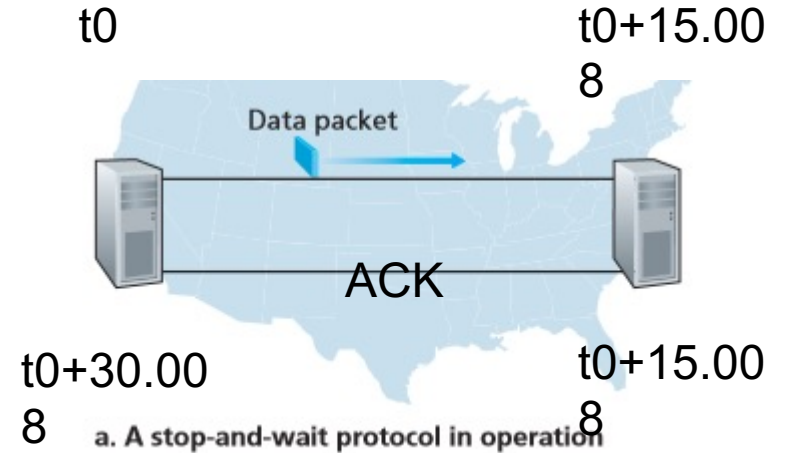 t0
t0+15.00
8
Data packet
ACK
t0+30.00
8
t0+15.00
8
a. A stop-and-wait protocol in operation